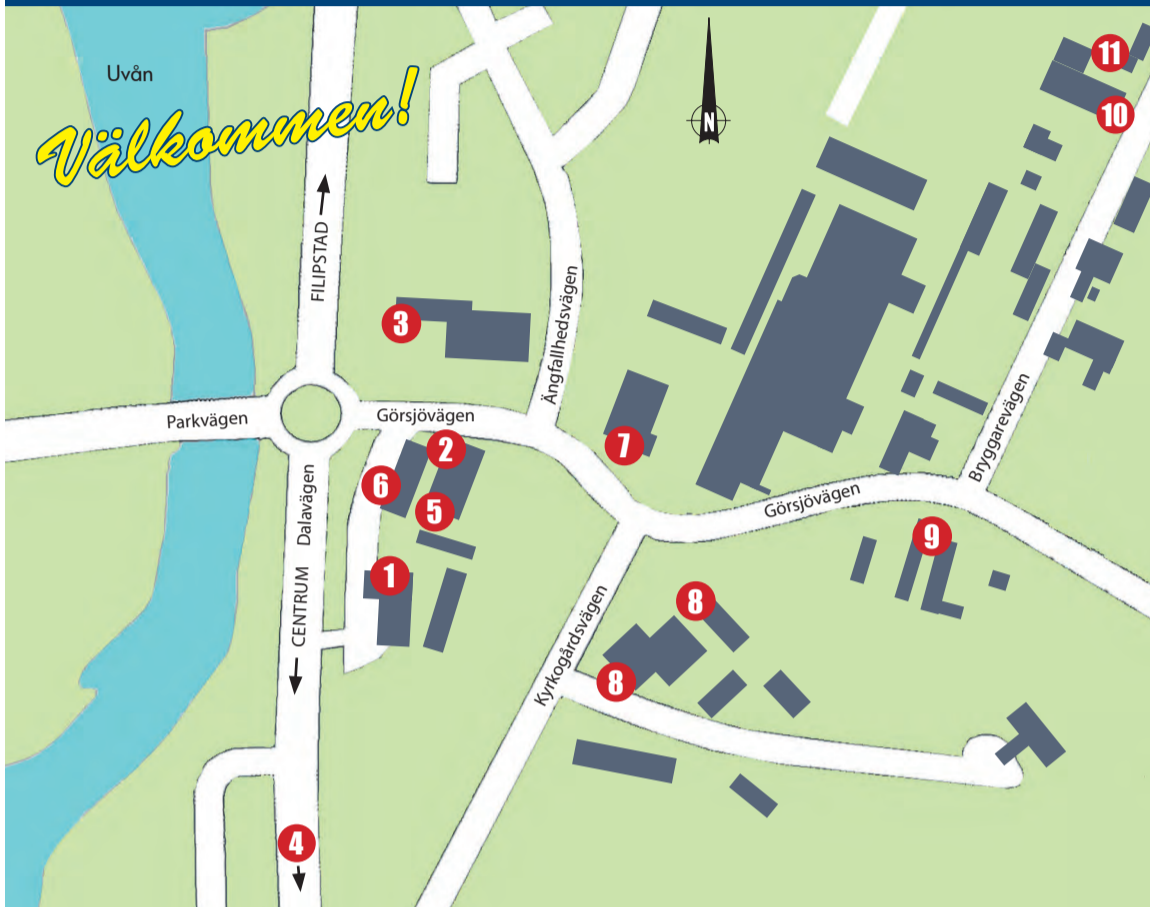 Uvån
Välkommen!
N
11
10
FILIPSTAD
3
Ängfallhedsvägen
Parkvägen
Görsjövägen
2
7
Bryggarevägen
6
5
Dalavägen
Görsjövägen
9
1
CENTRUM
8
Kyrkogårdsvägen
8
4